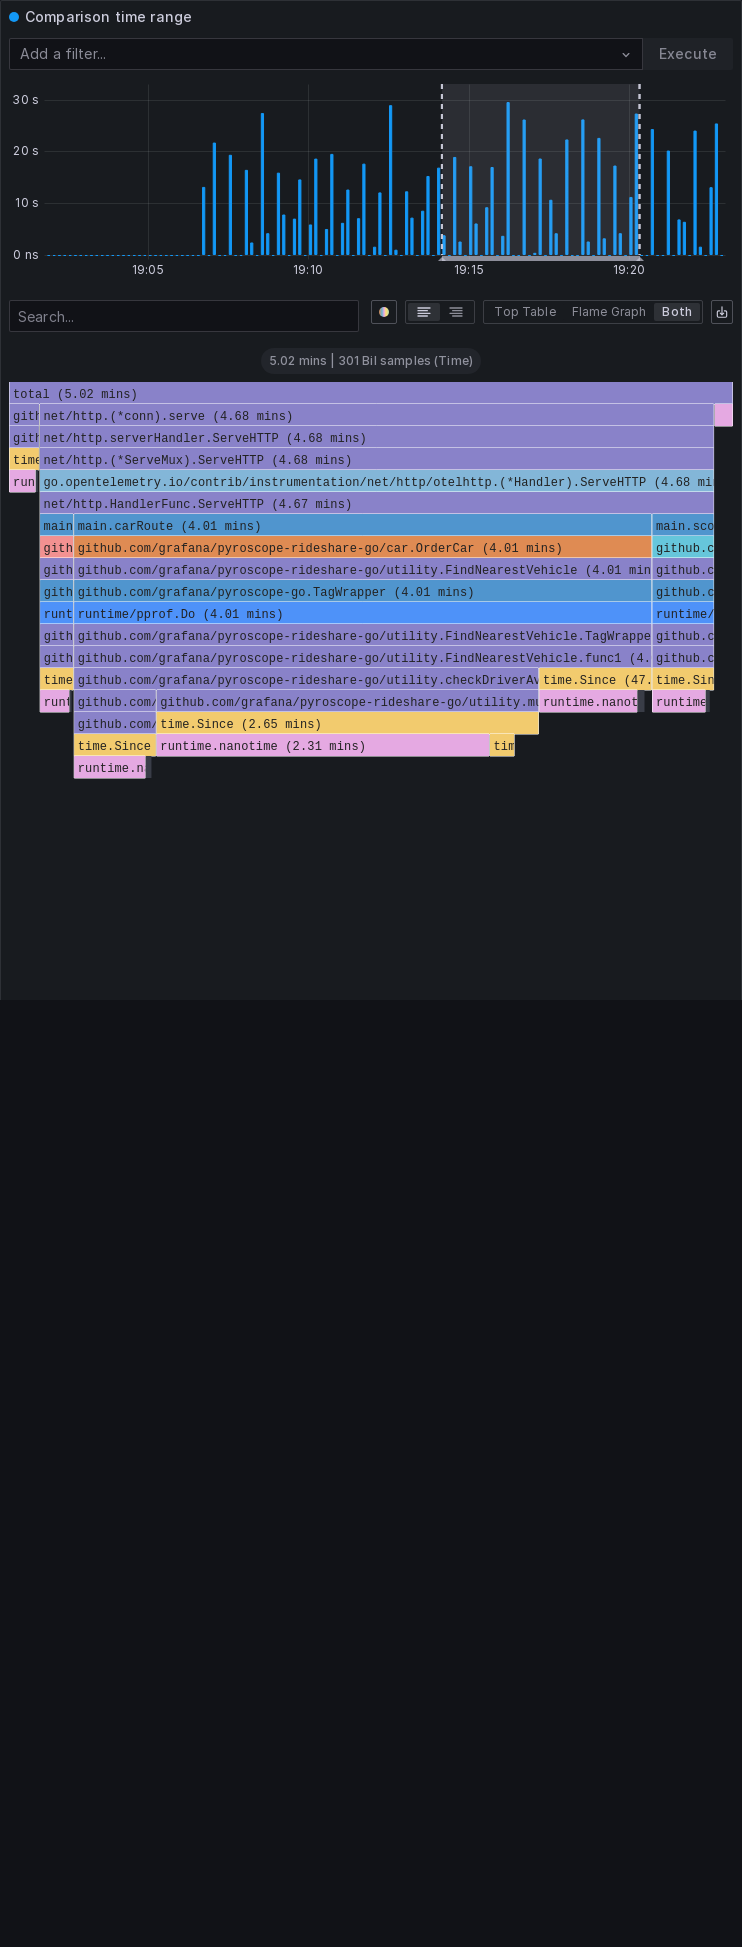 Comparison time range
Add a filter...
Execute
30 s
20 s
10 s
0 ns
19:05 19:10 19:15 19:20
Search...
Top Table Flame Graph Both
5.02 mins | 301 Bil samples (Time)
total (5.02 mins)
gith net/http.(*conn).serve (4.68 mins)
gith net/http.serverHandler.ServeHTTP (4.68 mins)
time net/http.(*ServeMux).ServeHTTP (4.68 mins)
run go.opentelemetry.io/contrib/instrumentation/net/http/otelhttp.(*Handler).ServeHTTP (4.68 mi
net/http.HandlerFunc.ServeHTTP (4.67 mins)
main main.carRoute (4.01 mins) main.sco
gith github.com/grafana/pyroscope-rideshare-go/car.OrderCar (4.01 mins) github.c
gith github.com/grafana/pyroscope-rideshare-go/utility.FindNearestVehicle (4.01 min github.c
gith github.com/grafana/pyroscope-go.TagWrapper (4.01 mins) github.c
runt runtime/pprof.Do (4.01 mins) runtime/
gith github.com/grafana/pyroscope-rideshare-go/utility.FindNearestVehicle.TagWrappe github.c
gith github.com/grafana/pyroscope-rideshare-go/utility.FindNearestVehicle.func1 (4. github.c
time github.com/grafana/pyroscope-rideshare-go/utility.checkDriverAv time.Since (47. time.Sin
runt github.com/ github.com/grafana/pyroscope-rideshare-go/utility.mu runtime.nanot runtime
github.com/ time.Since (2.65 mins)
time.Since runtime.nanotime (2.31 mins) tim
runtime.n